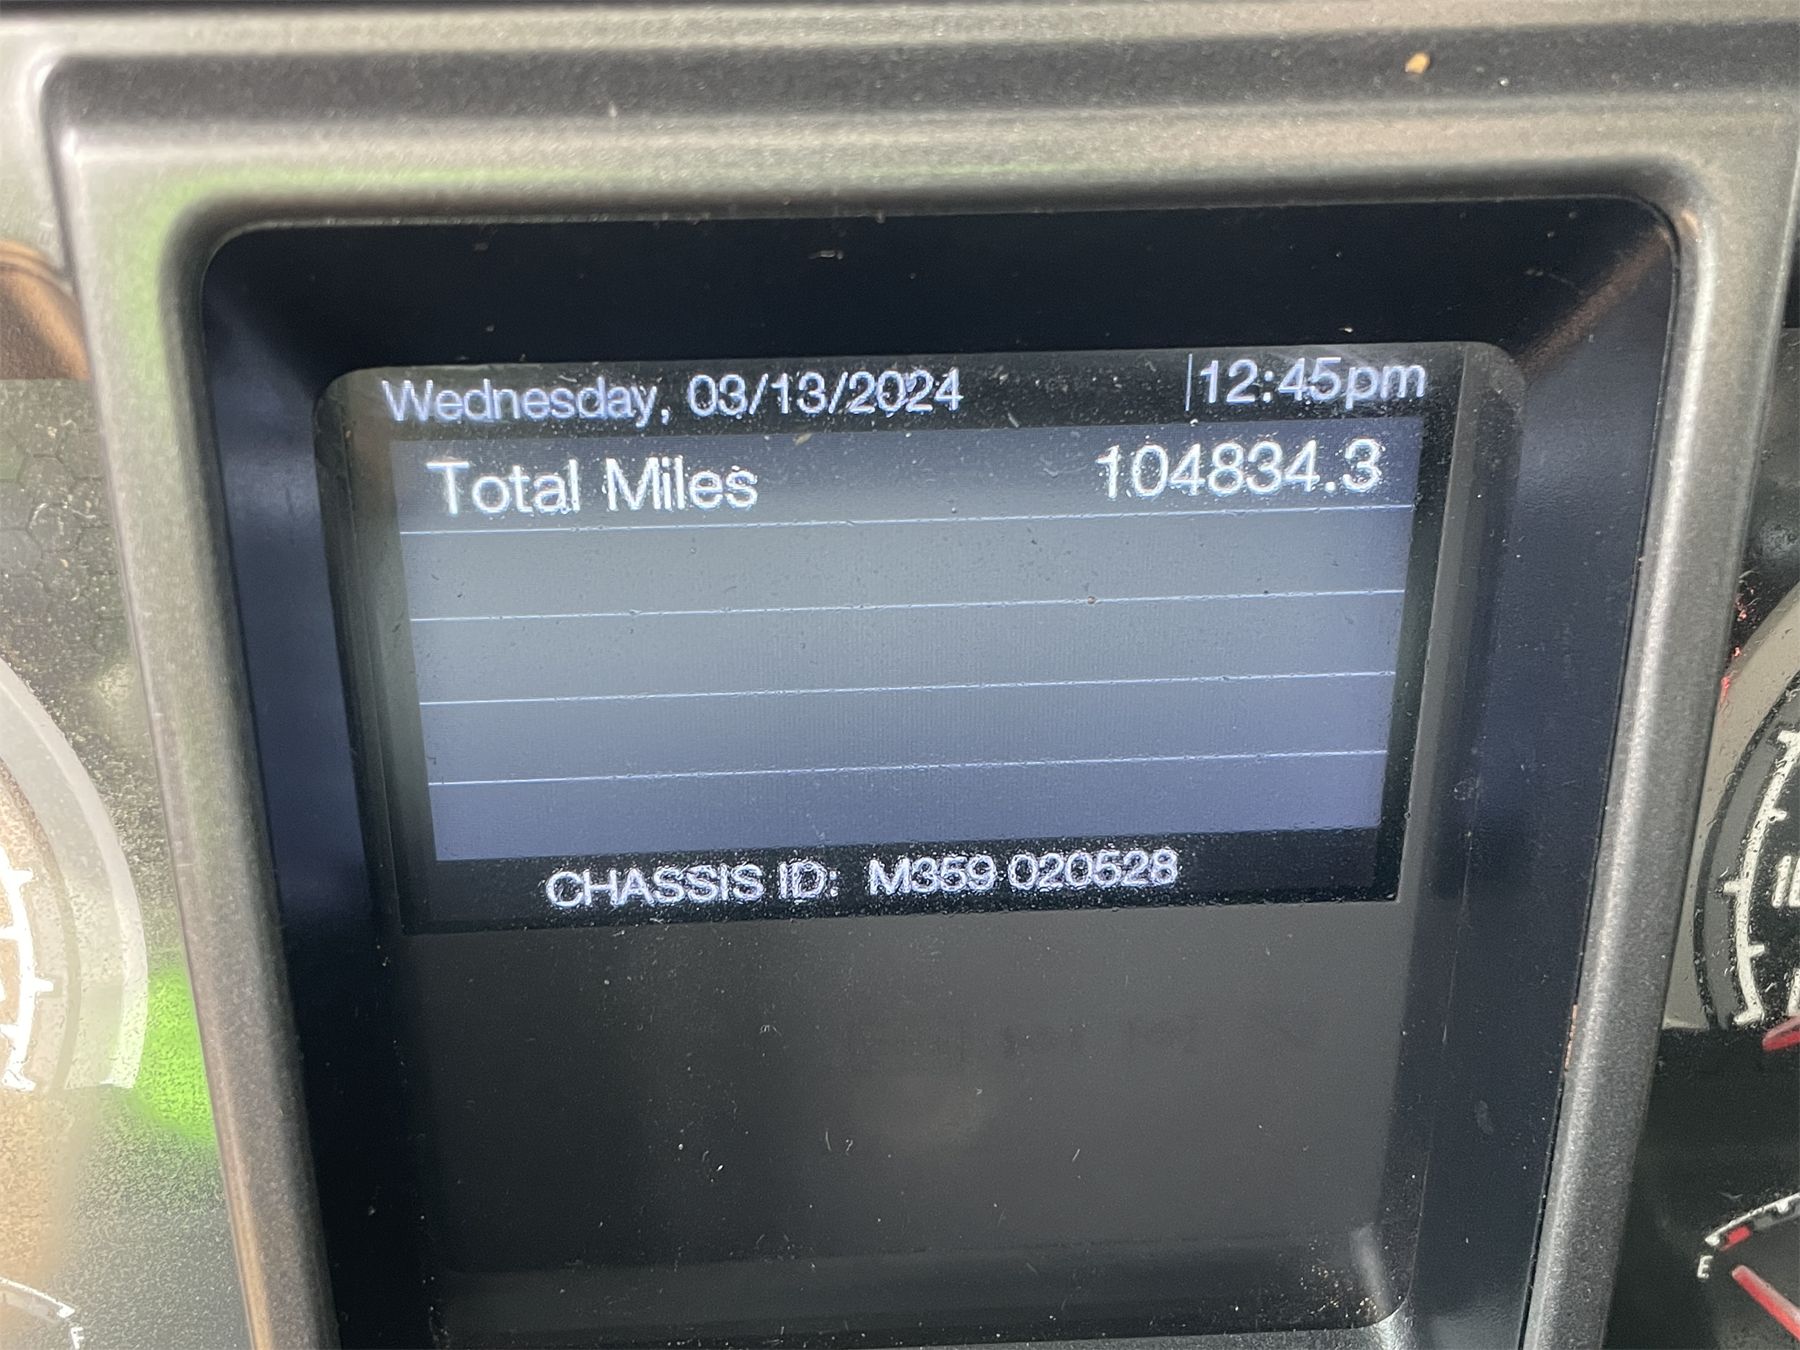 Wednesday, 03/13/2024 12:45pm
Total Miles 104834.3
CHASSIS ID: M359 020528
E